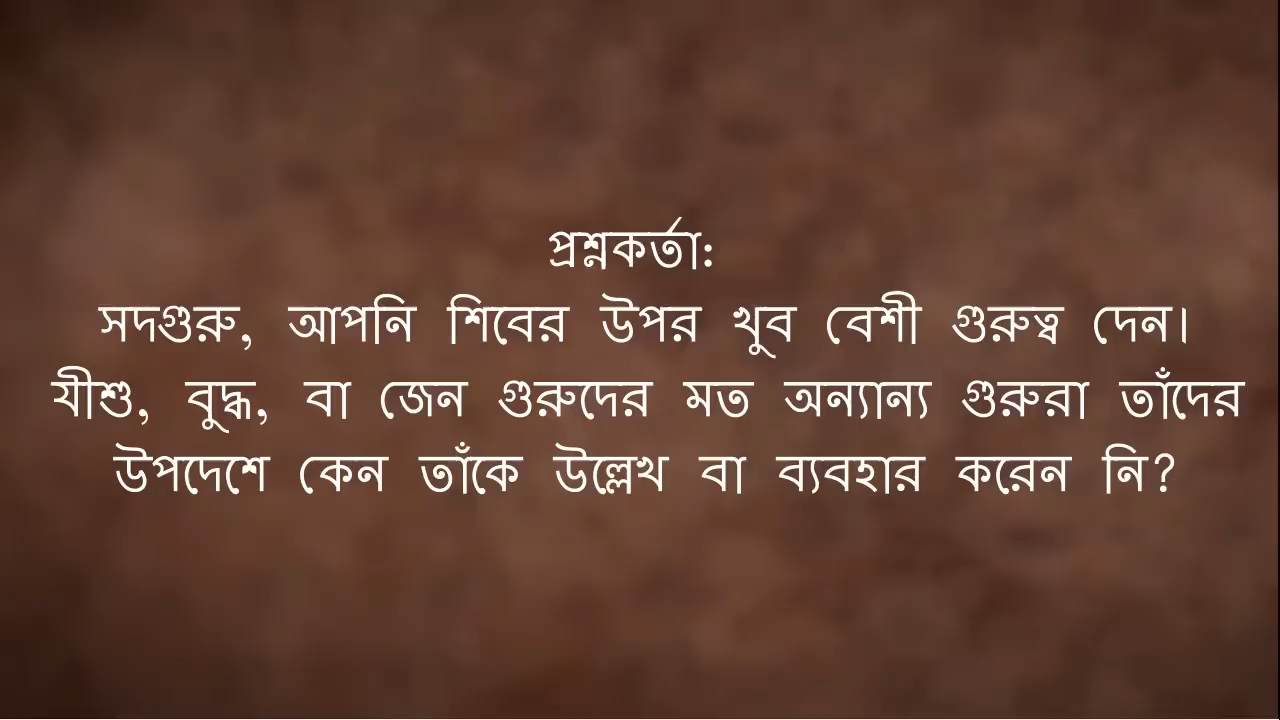 প্রশ্নকর্তা:
সদগুরু, আপনি শিবের উপর খুব বেশী গুরুত্ব দেন।
যীশু, বুদ্ধ, বা জেন গুরুদের মত অন্যান্য গুরুরা তাঁদের
উপদেশে কেন তাঁকে উল্লেখ বা ব্যবহার করেন নি?